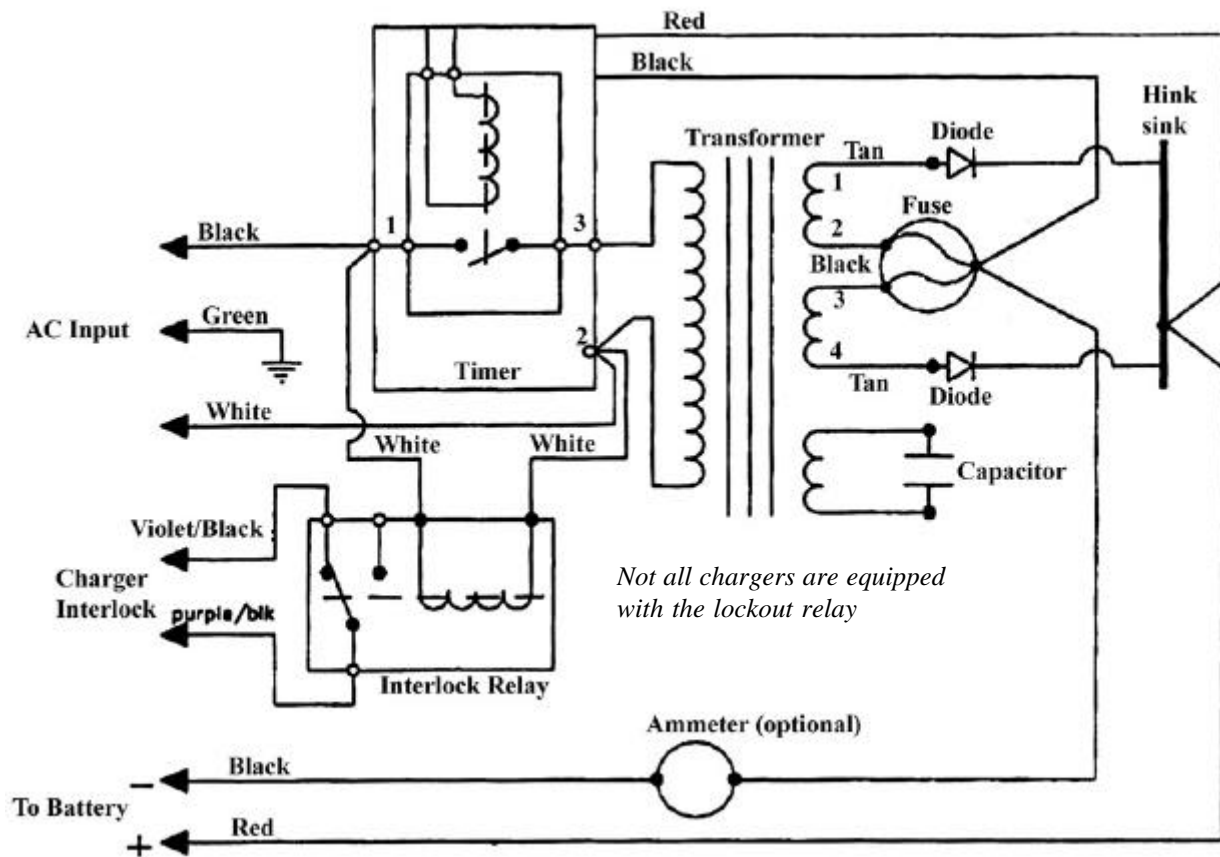 Red
Black
Hink
sink
Diode
Transformer
Tan
1
Fuse
1
3
2
Black
Black
3
Green
AC Input
2
4
Timer
Tan
Diode
White
White
White
Capacitor
Violet/Black
Not all chargers are equipped
with the lockout relay
Charger
Interlock
purple/blk
Interlock Relay
Ammeter (optional)
Black
−
To Battery
Red
+